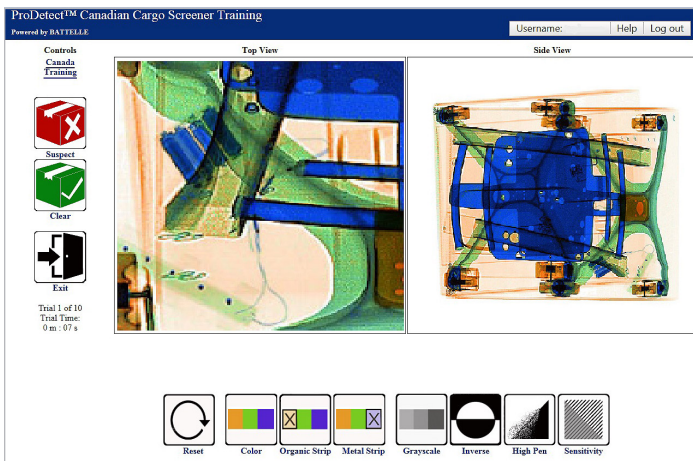 ProDetect™ Canadian Cargo Screener Training
Powered by BATTELLE
Username:
Help
Log out
Controls
Canada
Training
Top View
Side View
Suspect
Clear
Exit
Trial 1 of 10
Trial Time:
0 m : 07 s
Reset
Color
Organic Strip
Metal Strip
Grayscale
Inverse
High Pen
Sensitivity